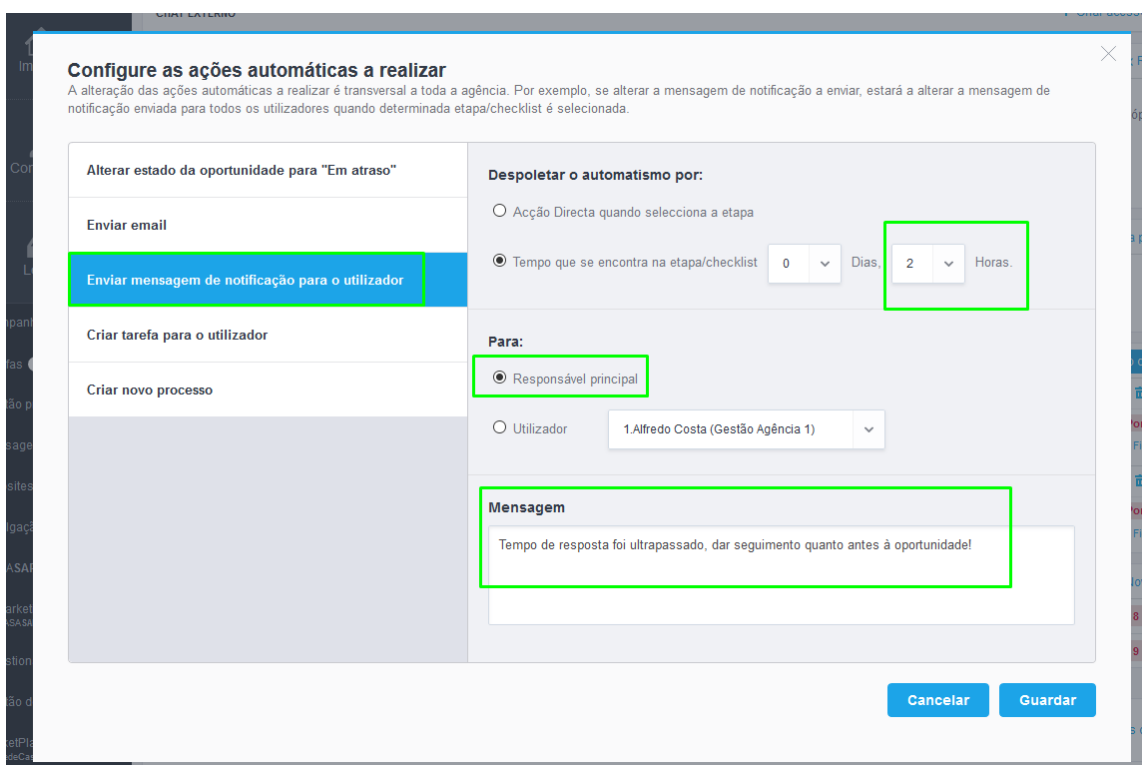 CHAT EXTERNO
Configure as ações automáticas a realizar
A alteração das ações automáticas a realizar é transversal a toda a agência. Por exemplo, se alterar a mensagem de notificação a enviar, estará a alterar a mensagem de
notificação enviada para todos os utilizadores quando determinada etapa/checklist é selecionada.
Alterar estado da oportunidade para "Em atraso"
Enviar email
Enviar mensagem de notificação para o utilizador
Criar tarefa para o utilizador
Criar novo processo
Despoletar o automatismo por:
Acção Directa quando selecciona a etapa
Tempo que se encontra na etapa/checklist 0 Dias, 2 Horas.
Para:
Responsável principal
Utilizador 1.Alfredo Costa (Gestão Agência 1)
Mensagem
Tempo de resposta foi ultrapassado, dar seguimento quanto antes à oportunidade!
Cancelar Guardar